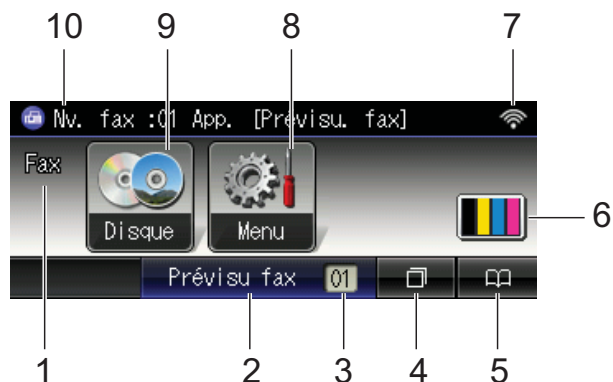 10 9 8 7
Nv. fax :01 App. [Prévisu. fax]
Fax
Disque Menu
6
Prévisu fax 01
1 2 3 4 5